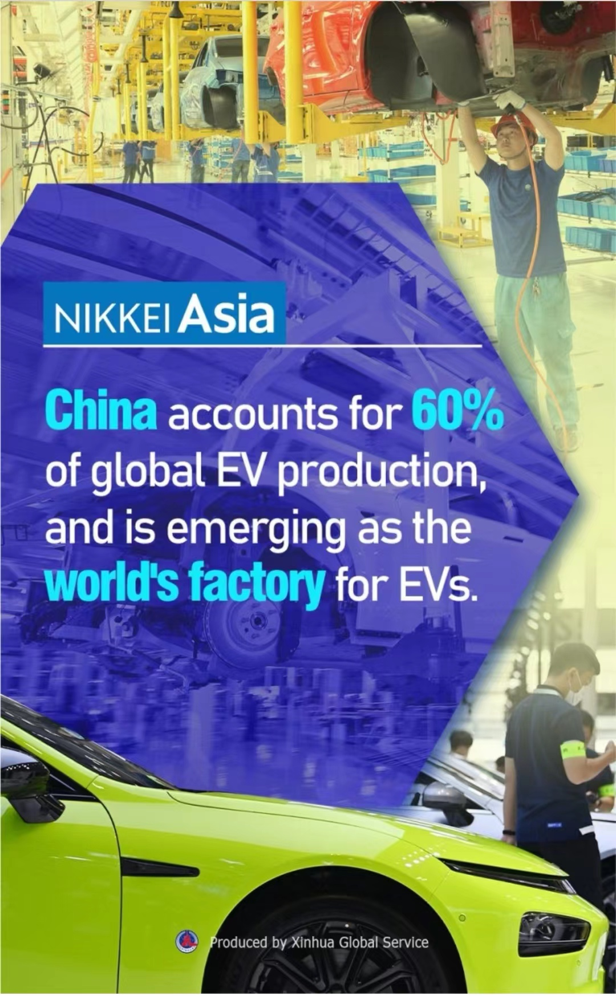 NIKKEI Asia
China accounts for 60%
of global EV production,
and is emerging as the
world's factory for EVs.
Produced by Xinhua Global Service